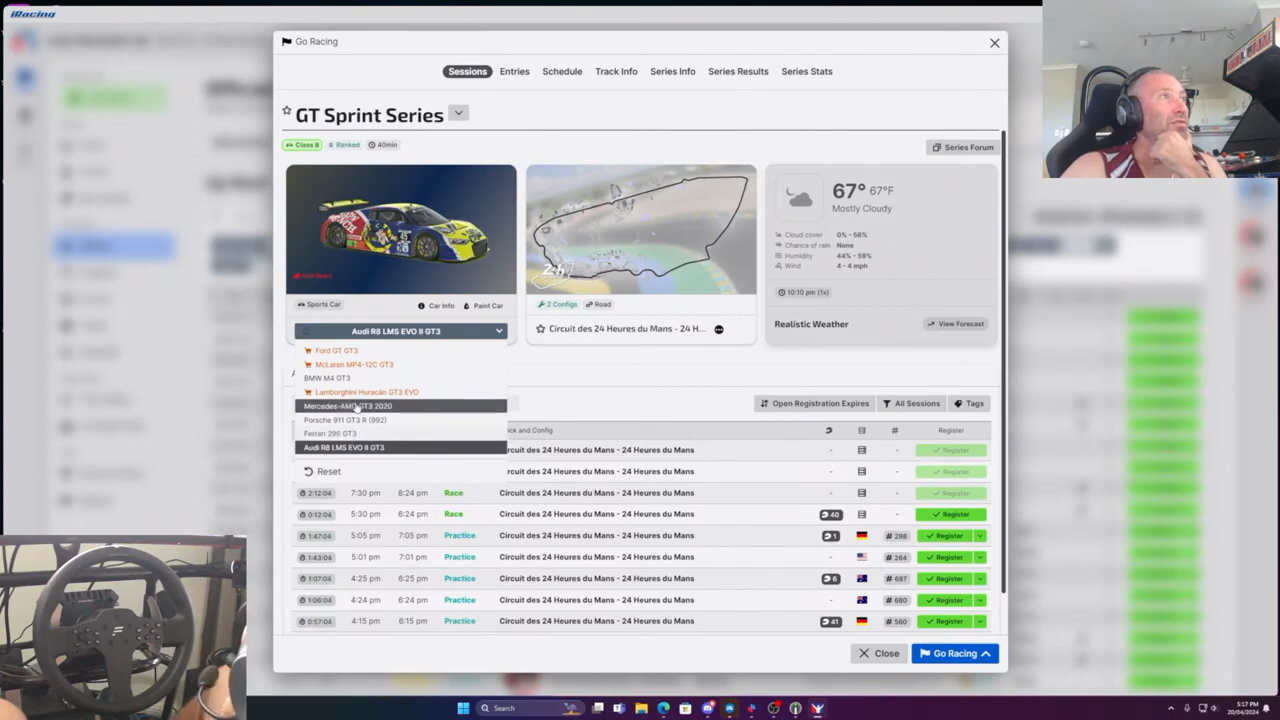 iRacing
Go Racing
Sessions Entries Schedule Track Info Series Info Series Results Series Stats
GT Sprint Series
Class B Ranked 40min
Series Forum
67° 67°F
Mostly Cloudy
Cloud cover 0% - 56%
Chance of rain None
Humidity 44% - 59%
Wind 4 - 4 mph
10:10 pm (1x)
Realistic Weather View Forecast
Sports Car Car Info Paint Car
2 Configs Road
Audi R8 LMS EVO II GT3
Circuit des 24 Heures du Mans - 24 H...
Ford GT GT3
McLaren MP4-12C GT3
BMW M4 GT3
Lamborghini Huracán GT3 EVO
Mercedes-AMG GT3 2020
Porsche 911 GT3 R (992)
Ferrari 296 GT3
Audi R8 LMS EVO II GT3
Reset
Open Registration Expires All Sessions Tags
ack and Config # Register
Circuit des 24 Heures du Mans - 24 Heures du Mans - - Register
Circuit des 24 Heures du Mans - 24 Heures du Mans - - Register
2:12:04 7:30 pm 8:24 pm Race Circuit des 24 Heures du Mans - 24 Heures du Mans - - Register
0:12:04 5:30 pm 6:24 pm Race Circuit des 24 Heures du Mans - 24 Heures du Mans 40 - Register
1:47:04 5:05 pm 7:05 pm Practice Circuit des 24 Heures du Mans - 24 Heures du Mans 1 # 298 Register
1:43:04 5:01 pm 7:01 pm Practice Circuit des 24 Heures du Mans - 24 Heures du Mans - # 264 Register
1:07:04 4:25 pm 6:25 pm Practice Circuit des 24 Heures du Mans - 24 Heures du Mans 6 # 687 Register
1:06:04 4:24 pm 6:24 pm Practice Circuit des 24 Heures du Mans - 24 Heures du Mans - # 680 Register
0:57:04 4:15 pm 6:15 pm Practice Circuit des 24 Heures du Mans - 24 Heures du Mans 41 # 560 Register
Close Go Racing
Search
5:17 PM
20/04/2024